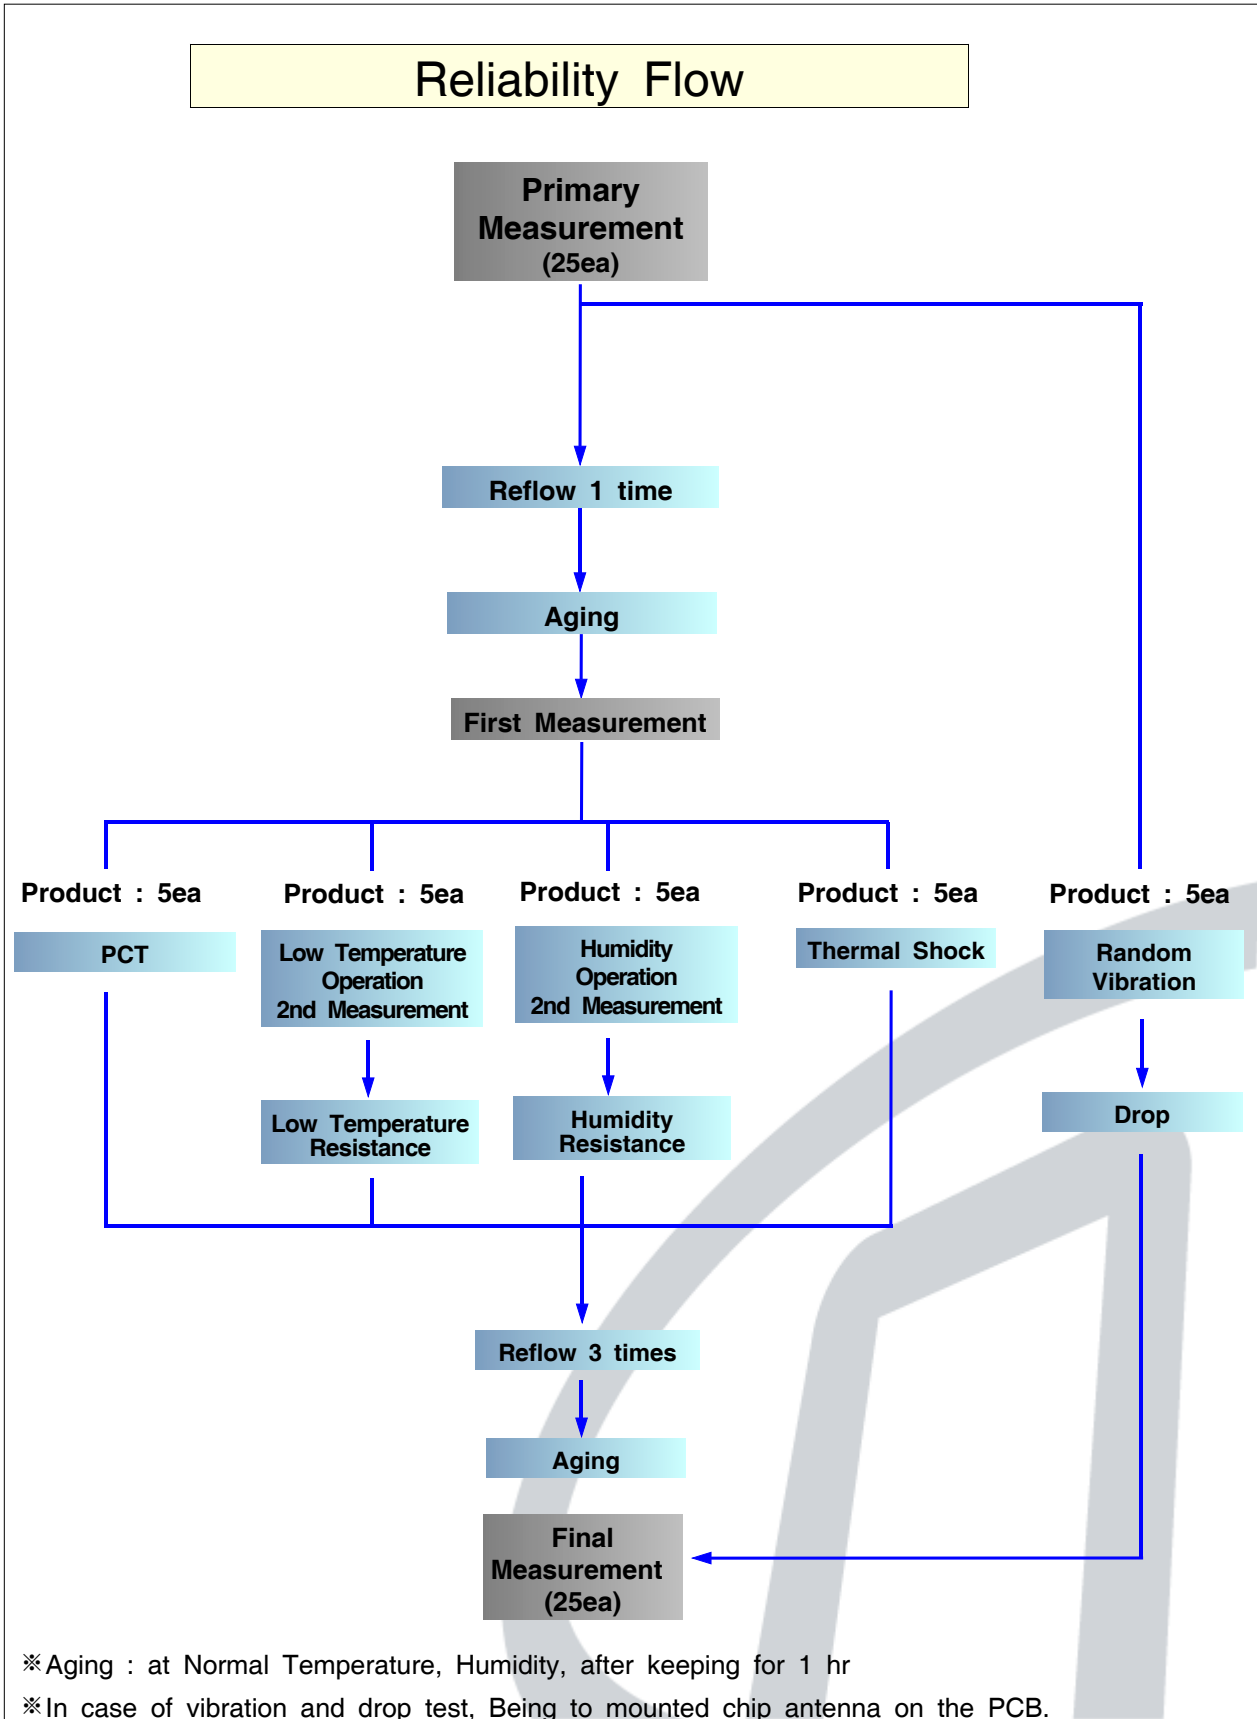 Reliability Flow
Primary
Measurement
(25ea)
Reflow 1 time
Aging
First Measurement
Product : 5ea
Product : 5ea
Product : 5ea
Product : 5ea
Product : 5ea
PCT
Low Temperature
Operation
2nd Measurement
Humidity
Operation
2nd Measurement
Thermal Shock
Random
Vibration
Low Temperature
Resistance
Humidity
Resistance
Drop
Reflow 3 times
Aging
Final
Measurement
(25ea)
※Aging : at Normal Temperature, Humidity, after keeping for 1 hr
※In case of vibration and drop test, Being to mounted chip antenna on the PCB.